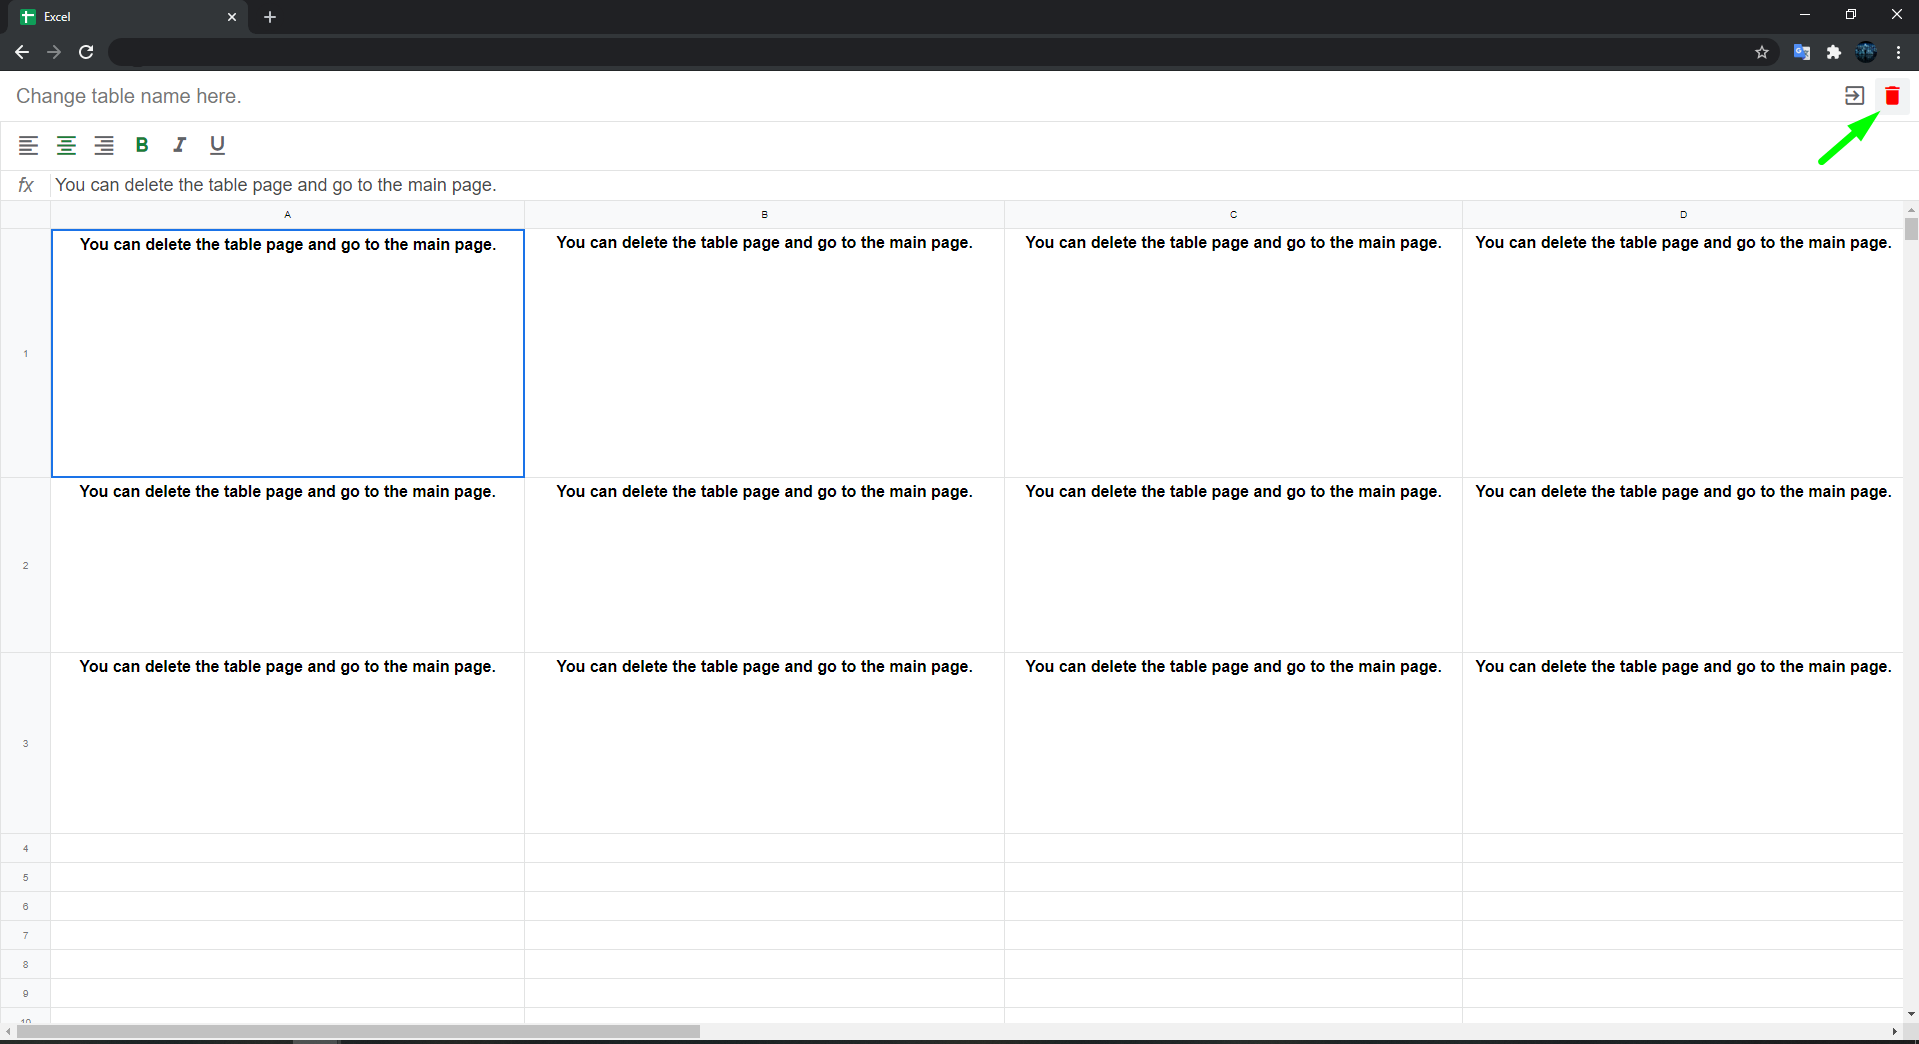 Excel
Change table name here.
B I U
fx You can delete the table page and go to the main page.
A B C D
You can delete the table page and go to the main page. You can delete the table page and go to the main page. You can delete the table page and go to the main page. You can delete the table page and go to the main page.
1
You can delete the table page and go to the main page. You can delete the table page and go to the main page. You can delete the table page and go to the main page. You can delete the table page and go to the main page.
2
You can delete the table page and go to the main page. You can delete the table page and go to the main page. You can delete the table page and go to the main page. You can delete the table page and go to the main page.
3
4
5
6
7
8
9
10